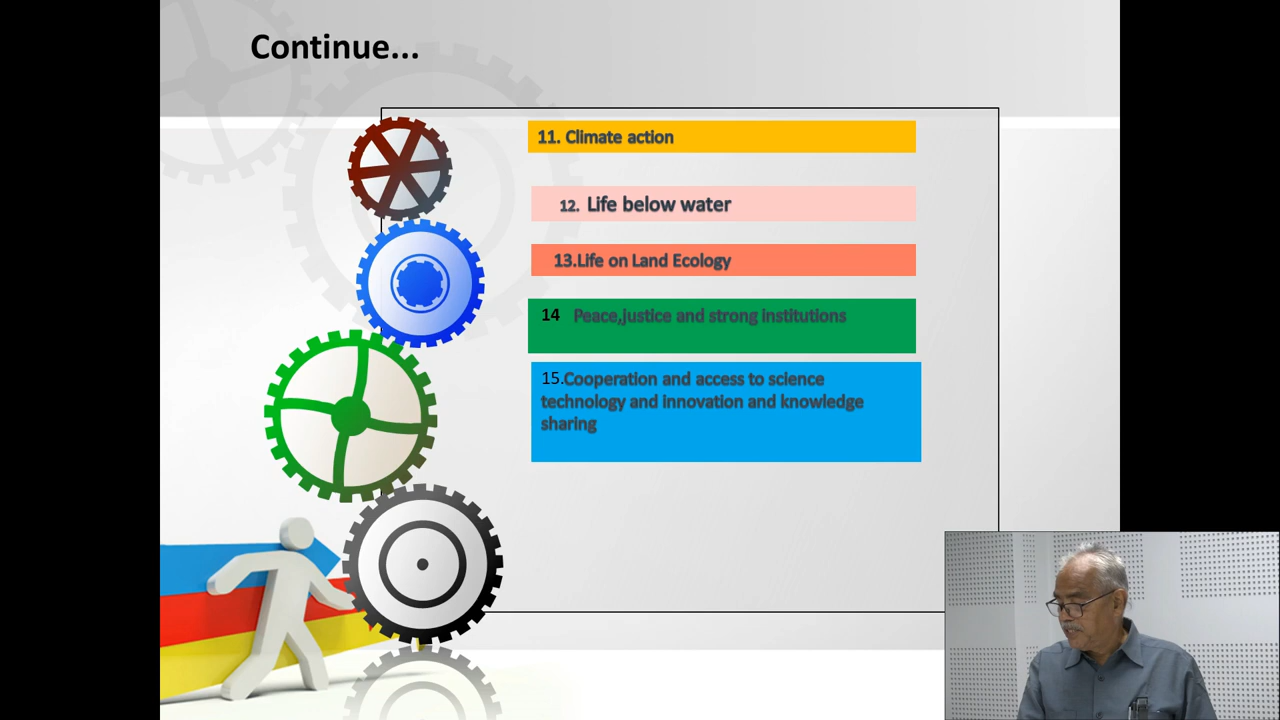 Continue...
11. Climate action
12. Life below water
13.Life on Land Ecology
14 Peace,justice and strong institutions
15.Cooperation and access to science
technology and innovation and knowledge
sharing